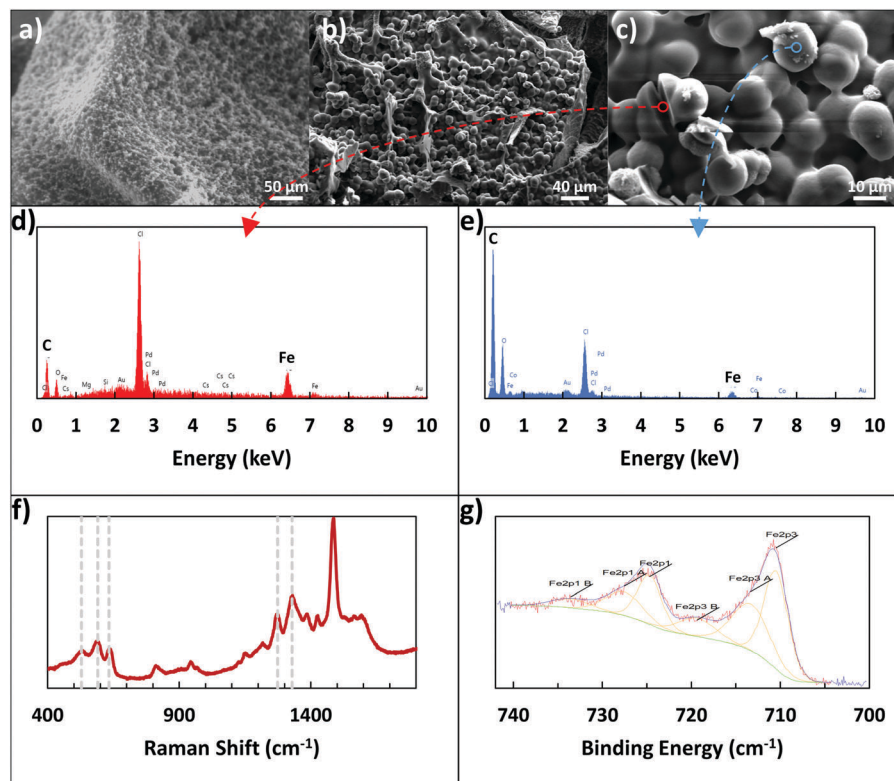 a)
b)
c)
50 µm
40 µm
10 µm
d)
e)
Cl
C
O
Fe
Cs
Cl
Mg
Si
Au
Pd
Cl
Pd
Pd
Cs
Cs
Cs
Cs
Fe
Fe
Au
0 1 2 3 4 5 6 7 8 9 10
Energy (keV)
C
O
Co
Fe
Cl
Au
Cl
Pd
Pd
Cl
Pd
Fe
Fe
Co
Co
Au
0 1 2 3 4 5 6 7 8 9 10
Energy (keV)
f)
400 900 1400
Raman Shift (cm-1)
g)
Fe2p3
Fe2p1
Fe2p1 A
Fe2p1 B
Fe2p3 A
Fe2p3 B
740 730 720 710 700
Binding Energy (cm-1)